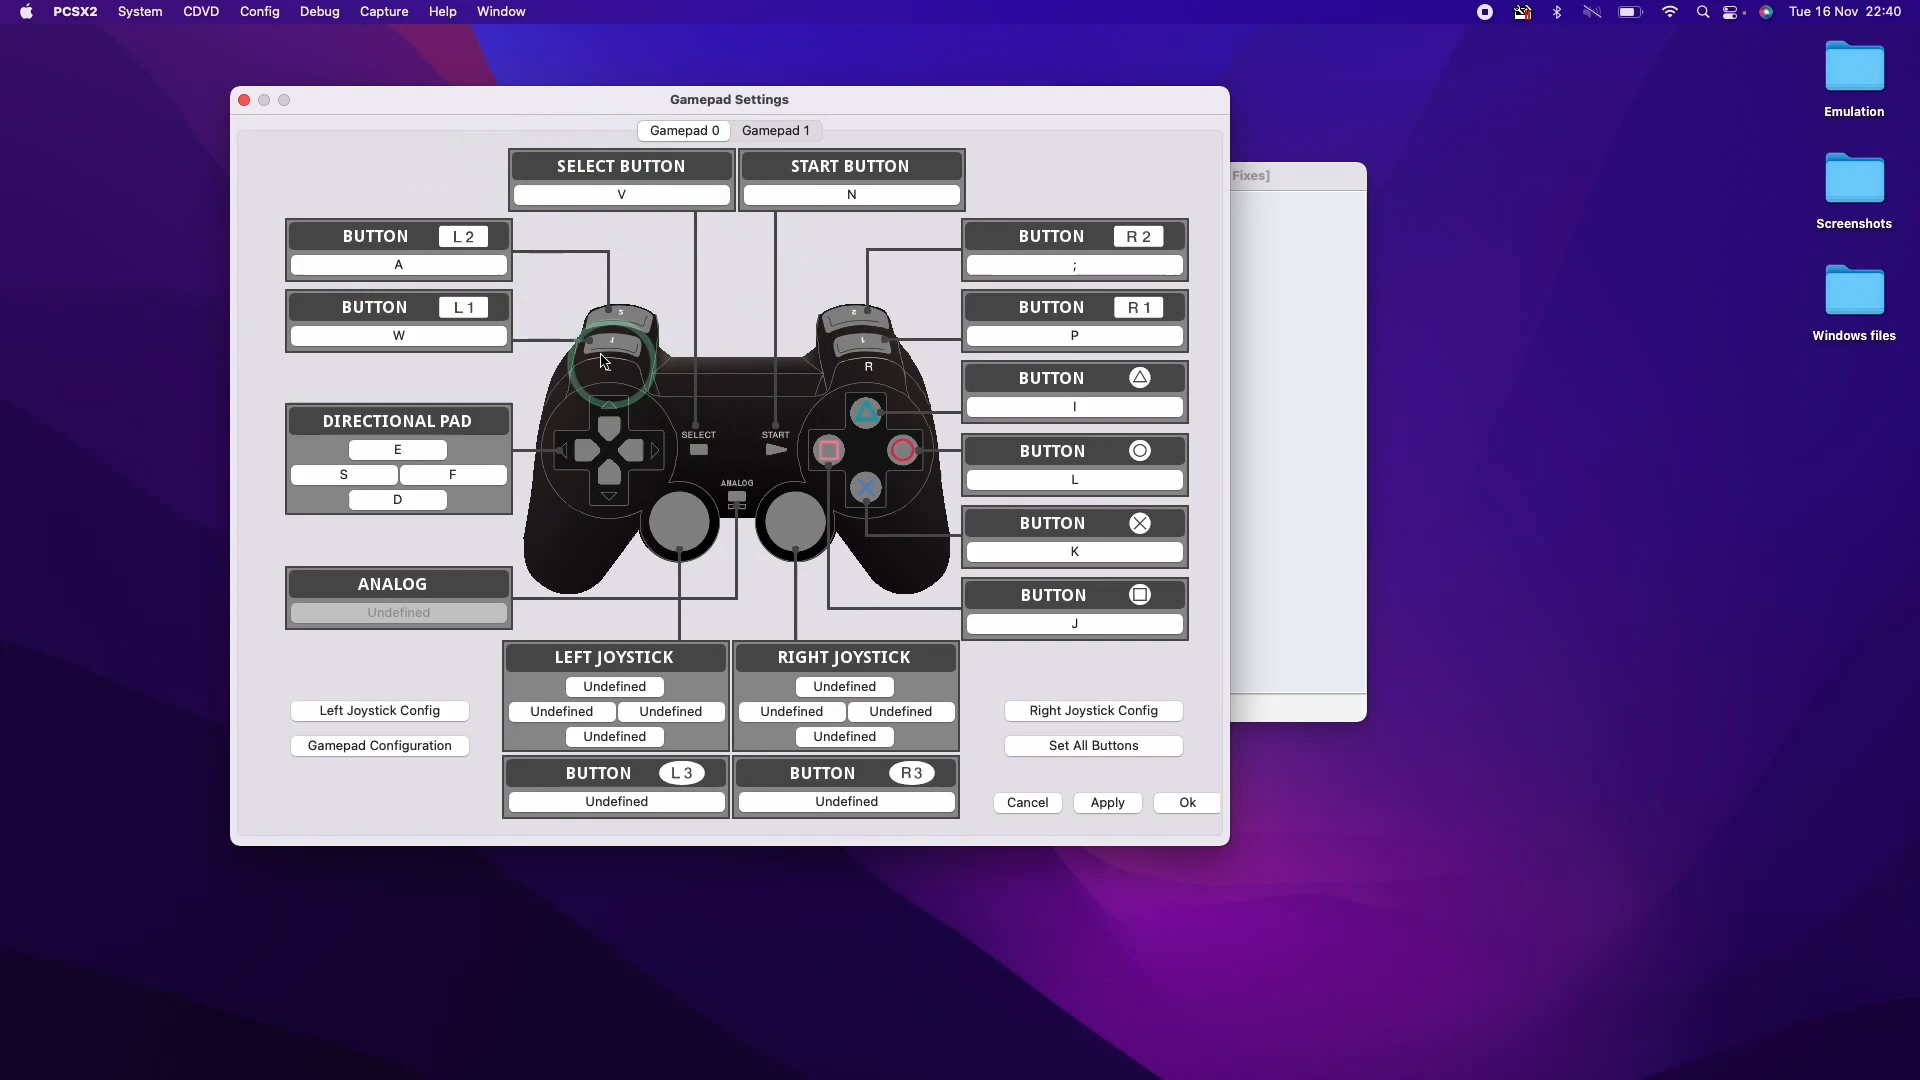 PCSX2 System CDVD Config Debug Capture Help Window
Tue 16 Nov 22:40
Emulation
Screenshots
Windows files
Gamepad Settings
Gamepad 0 Gamepad 1
Fixes]
SELECT BUTTON
V
START BUTTON
N
BUTTON L2
A
BUTTON L1
W
DIRECTIONAL PAD
E
S F
D
ANALOG
Undefined
BUTTON R2
;
BUTTON R1
P
BUTTON △
I
BUTTON ○
L
BUTTON ✕
K
BUTTON □
J
2
1
2
1
R
SELECT
START
ANALOG
LEFT JOYSTICK
Undefined
Undefined Undefined
Undefined
BUTTON L3
Undefined
RIGHT JOYSTICK
Undefined
Undefined Undefined
Undefined
BUTTON R3
Undefined
Left Joystick Config
Gamepad Configuration
Right Joystick Config
Set All Buttons
Cancel Apply Ok